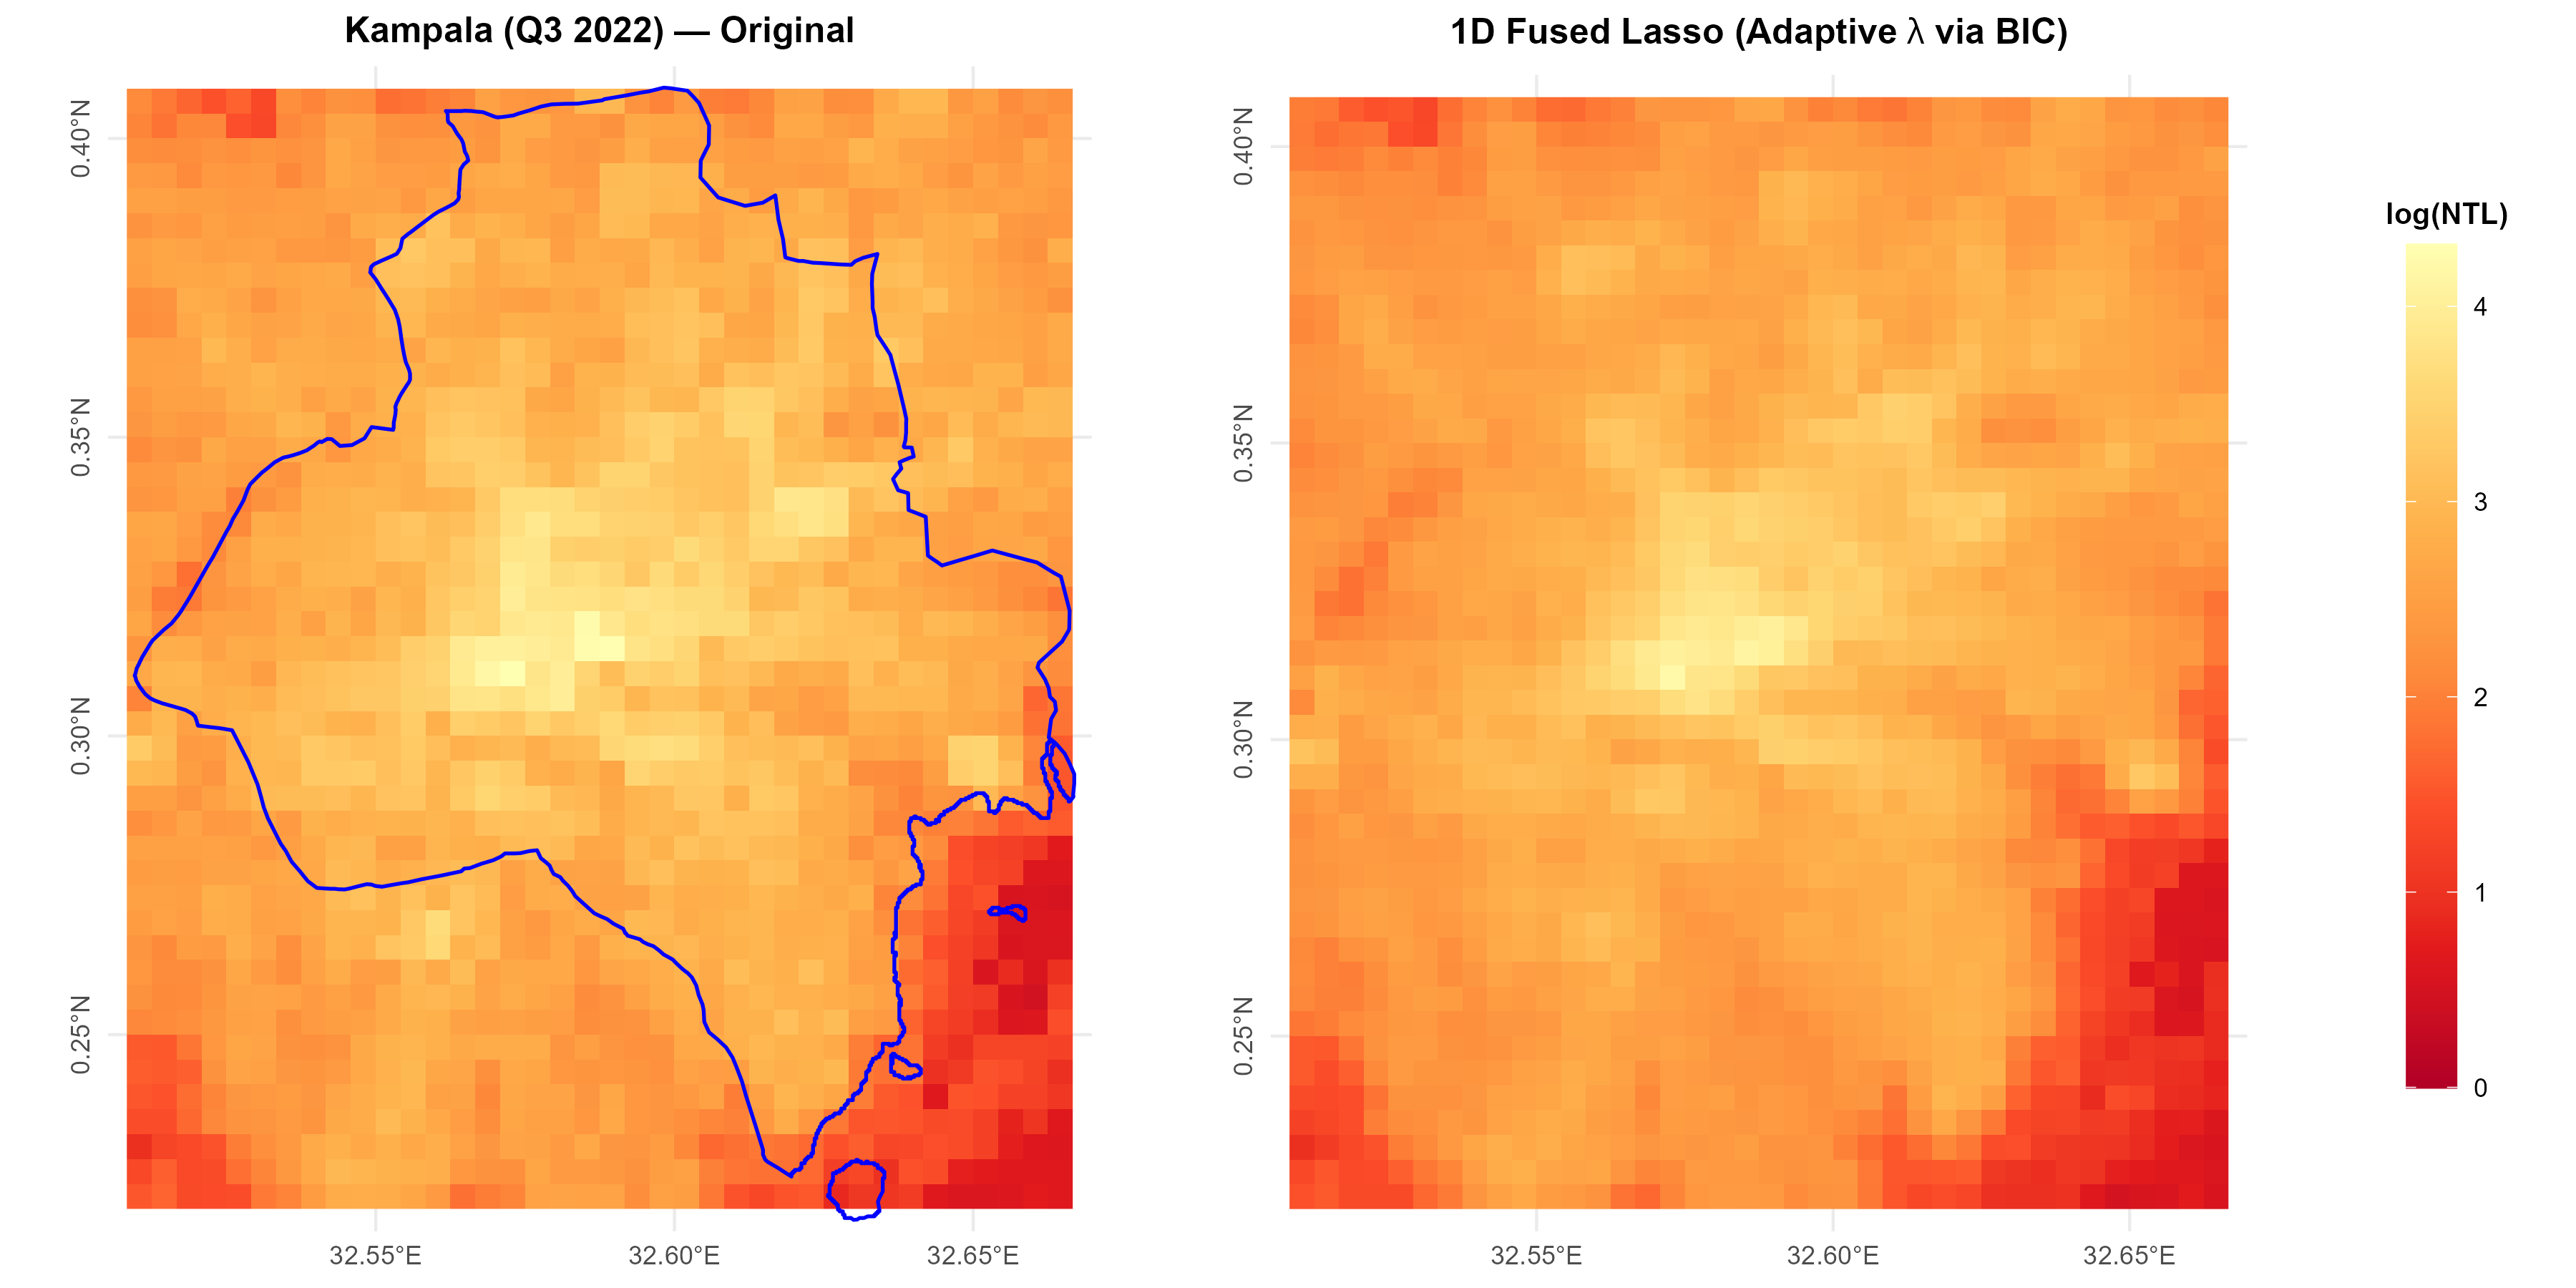 Kampala (Q3 2022) — Original
0.40°N
0.35°N
0.30°N
0.25°N
32.55°E
32.60°E
32.65°E
1D Fused Lasso (Adaptive λ via BIC)
0.40°N
0.35°N
0.30°N
0.25°N
32.55°E
32.60°E
32.65°E
log(NTL)
4
3
2
1
0